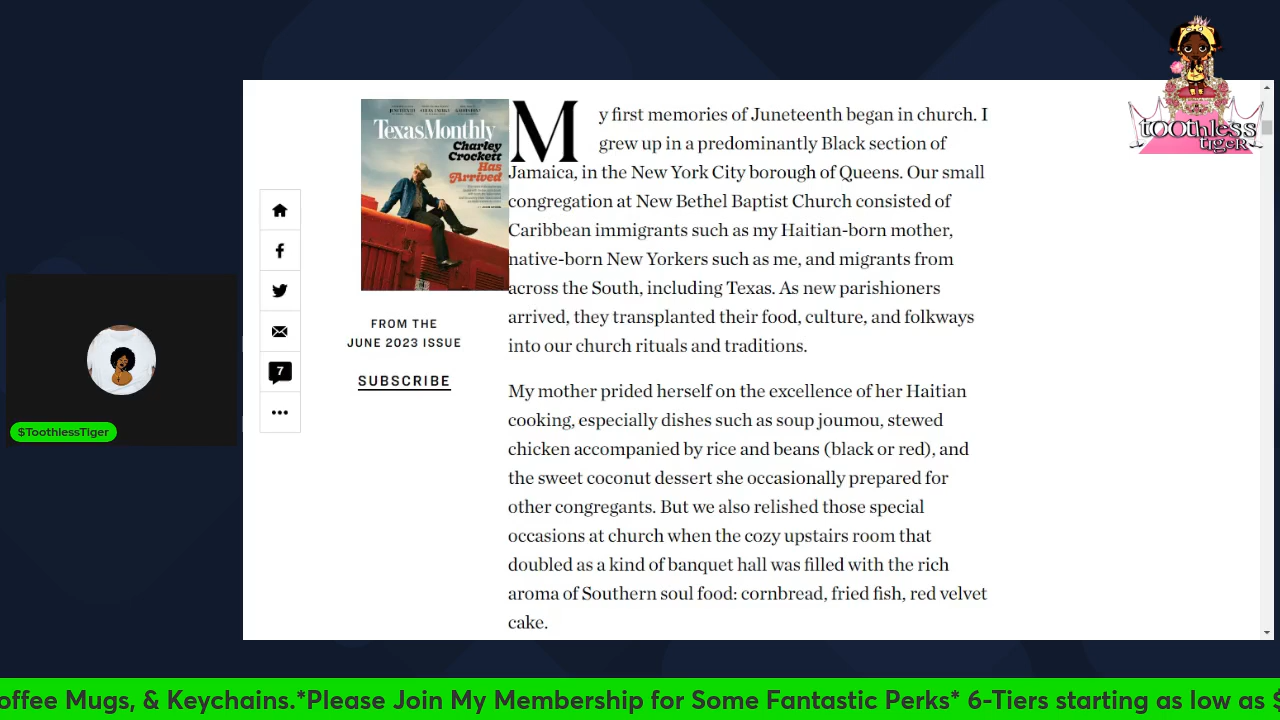 toothless
tiger
TexasMonthly
Charley
Crockett
Has
Arrived
My first memories of Juneteenth began in church. I
grew up in a predominantly Black section of
Jamaica, in the New York City borough of Queens. Our small
congregation at New Bethel Baptist Church consisted of
Caribbean immigrants such as my Haitian-born mother,
native-born New Yorkers such as me, and migrants from
across the South, including Texas. As new parishioners
arrived, they transplanted their food, culture, and folkways
into our church rituals and traditions.
FROM THE
JUNE 2023 ISSUE
SUBSCRIBE
7
My mother prided herself on the excellence of her Haitian
cooking, especially dishes such as soup joumou, stewed
chicken accompanied by rice and beans (black or red), and
the sweet coconut dessert she occasionally prepared for
other congregants. But we also relished those special
occasions at church when the cozy upstairs room that
doubled as a kind of banquet hall was filled with the rich
aroma of Southern soul food: cornbread, fried fish, red velvet
cake.
$ToothlessTiger
offee Mugs, & Keychains.*Please Join My Membership for Some Fantastic Perks* 6-Tiers starting as low as $